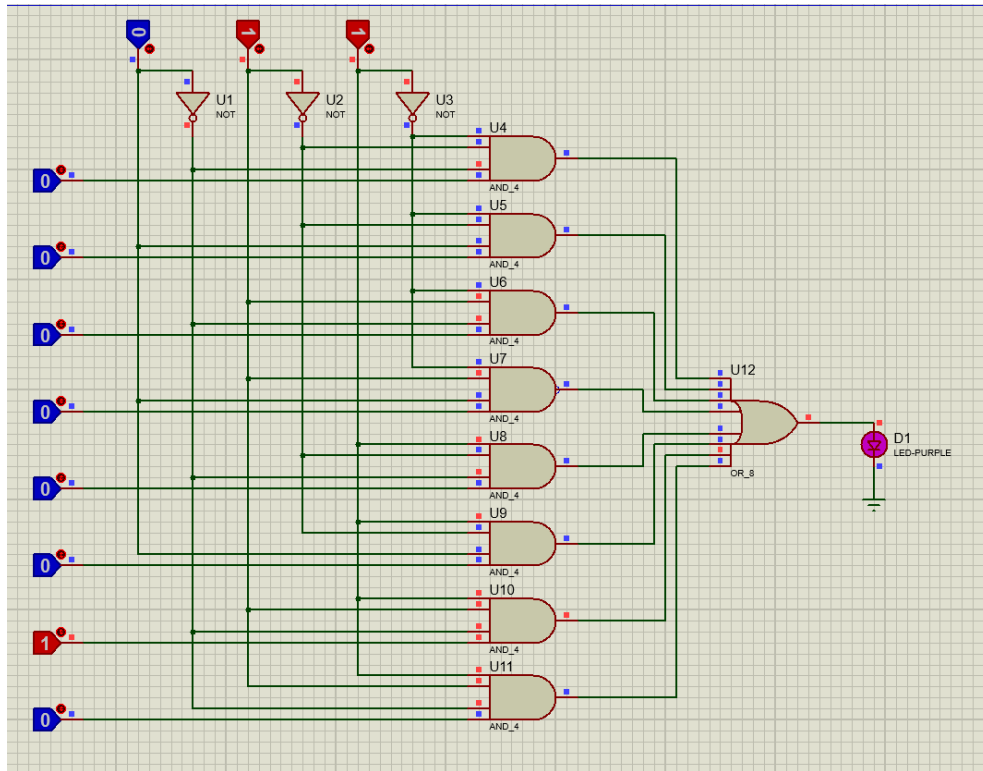 0 1 1
U1
NOT
U2
NOT
U3
NOT
U4
AND_4
0
U5
AND_4
0
U6
AND_4
0
U7
AND_4
0
U8
AND_4
0
U9
AND_4
0
U10
AND_4
1
U11
AND_4
0
U12
OR_8
D1
LED-PURPLE